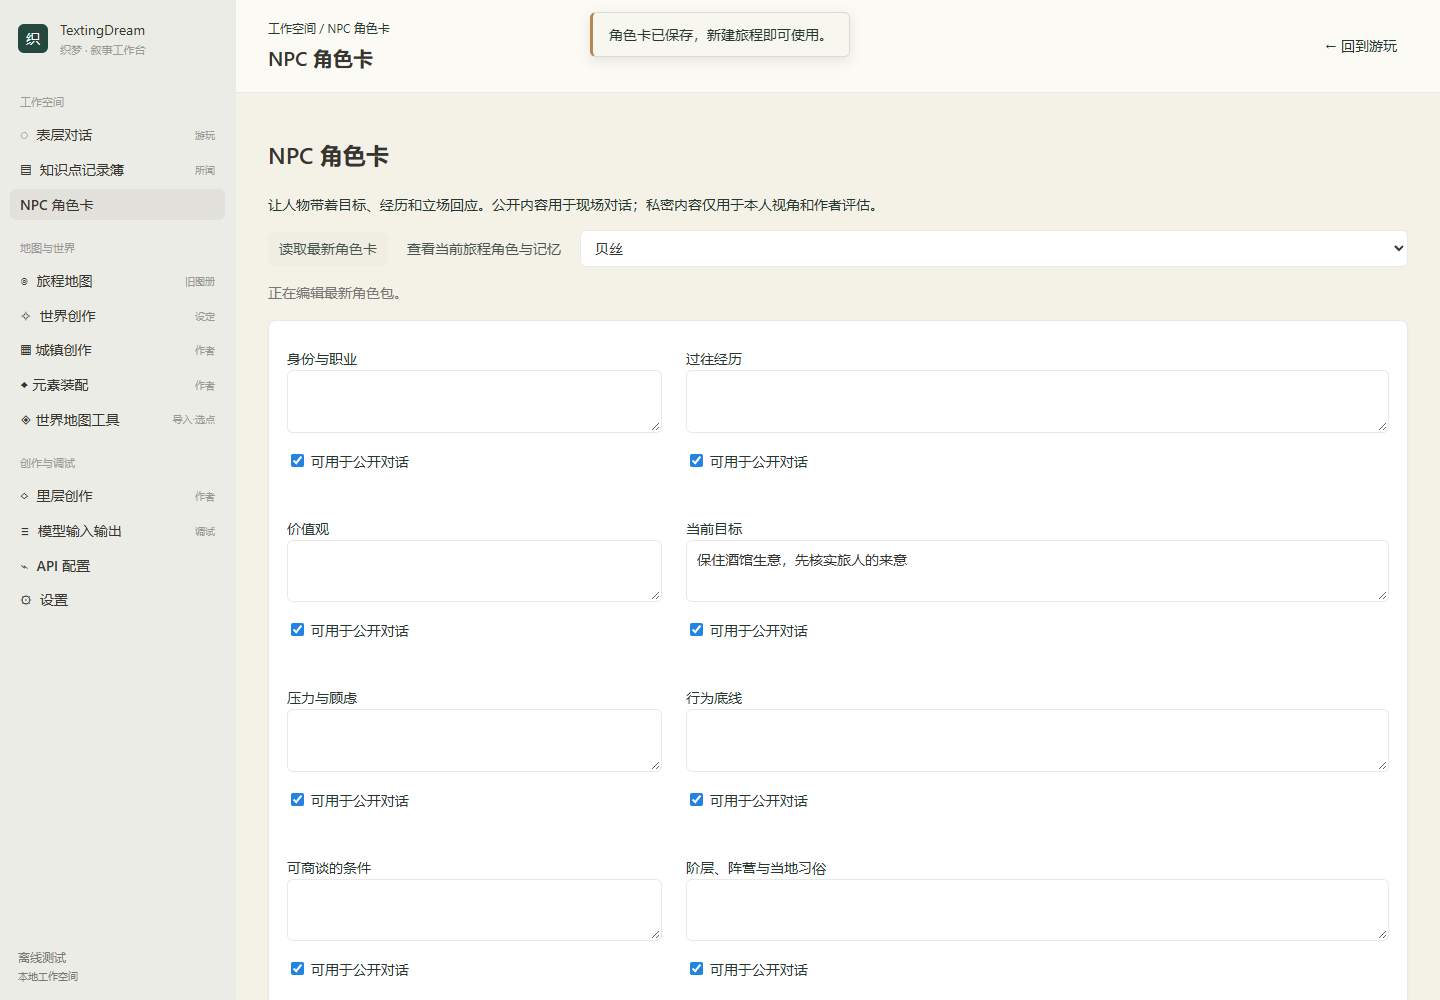 织
TextingDream
织梦 · 叙事工作台
工作空间
○ 表层对话 游玩
▤ 知识点记录簿 所闻
NPC 角色卡
地图与世界
◎ 旅程地图 旧图册
✧ 世界创作 设定
▦ 城镇创作 作者
◆ 元素装配 作者
◈ 世界地图工具 导入·选点
创作与调试
◇ 里层创作 作者
☰ 模型输入输出 调试
⌁ API 配置
⚙ 设置
离线测试
本地工作空间
工作空间 / NPC 角色卡
NPC 角色卡
角色卡已保存，新建旅程即可使用。
← 回到游玩
NPC 角色卡
让人物带着目标、经历和立场回应。公开内容用于现场对话；私密内容仅用于本人视角和作者评估。
读取最新角色卡 查看当前旅程角色与记忆 贝丝
正在编辑最新角色包。
身份与职业 过往经历
可用于公开对话 可用于公开对话
价值观 当前目标
保住酒馆生意，先核实旅人的来意
可用于公开对话 可用于公开对话
压力与顾虑 行为底线
可用于公开对话 可用于公开对话
可商谈的条件 阶层、阵营与当地习俗
可用于公开对话 可用于公开对话